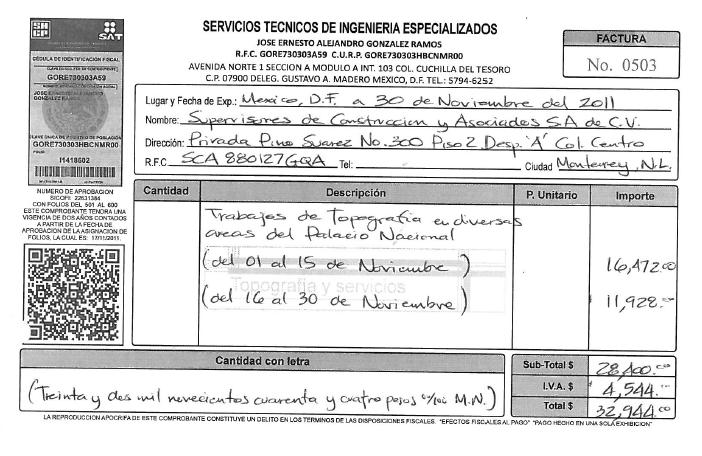 SH
CP
SAT
CÉDULA DE IDENTIFICACIÓN FISCAL
GORE730303A59
JOSE ERNESTO ALEJANDRO
GONZALEZ RAMOS
CLAVE UNICA DE REGISTRO DE POBLACIÓN
GORE730303HBCNMR00
FOLIO
I1418602
NUMERO DE APROBACION
SICOFI: 22631384
CON FOLIOS DEL 501 AL 600
ESTE COMPROBANTE TENDRA UNA
VIGENCIA DE DOS AÑOS CONTADOS
A PARTIR DE LA FECHA DE
APROBACION DE LA ASIGNACION DE
FOLIOS, LA CUAL ES: 17/11/2011.
SERVICIOS TECNICOS DE INGENIERIA ESPECIALIZADOS
JOSE ERNESTO ALEJANDRO GONZALEZ RAMOS
R.F.C. GORE730303A59 C.U.R.P. GORE730303HBCNMR00
AVENIDA NORTE 1 SECCION A MODULO A INT. 103 COL. CUCHILLA DEL TESORO
C.P. 07900 DELEG. GUSTAVO A. MADERO MEXICO, D.F. TEL.: 5794-6252
FACTURA
No. 0503
Lugar y Fecha de Exp.: Mexico, D.F. a 30 de Noviembre del 2011
Nombre: Supervisores de Construccion y Asociados S.A de C.V.
Dirección: Privada Pino Suarez No. 300 Piso 2 Desp. 'A' Col. Centro
R.F.C SCA 880127GQA Tel: Ciudad Monterrey, N.L.
Cantidad Descripción P. Unitario Importe
Trabajos de Topografia en diversas
areas del Palacio Nacional
(del 01 al 15 de Noviembre) 16,472.00
Topografía y servicios
(del 16 al 30 de Noviembre) 11,928.00
Cantidad con letra
(Treinta y dos mil novecientos cuarenta y cuatro pesos 00/100 M.N.)
Sub-Total $ 28,400.00
I.V.A. $ 4,544.00
Total $ 32,944.00
LA REPRODUCCION APOCRIFA DE ESTE COMPROBANTE CONSTITUYE UN DELITO EN LOS TERMINOS DE LAS DISPOSICIONES FISCALES. "EFECTOS FISCALES AL PAGO" "PAGO HECHO EN UNA SOLA EXHIBICION"